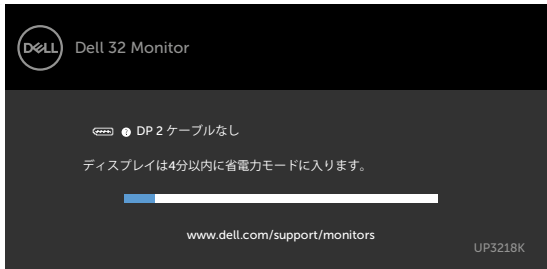 DELL
Dell 32 Monitor
DP 2 ケーブルなし
ディスプレイは4分以内に省電力モードに入ります。
www.dell.com/support/monitors
UP3218K